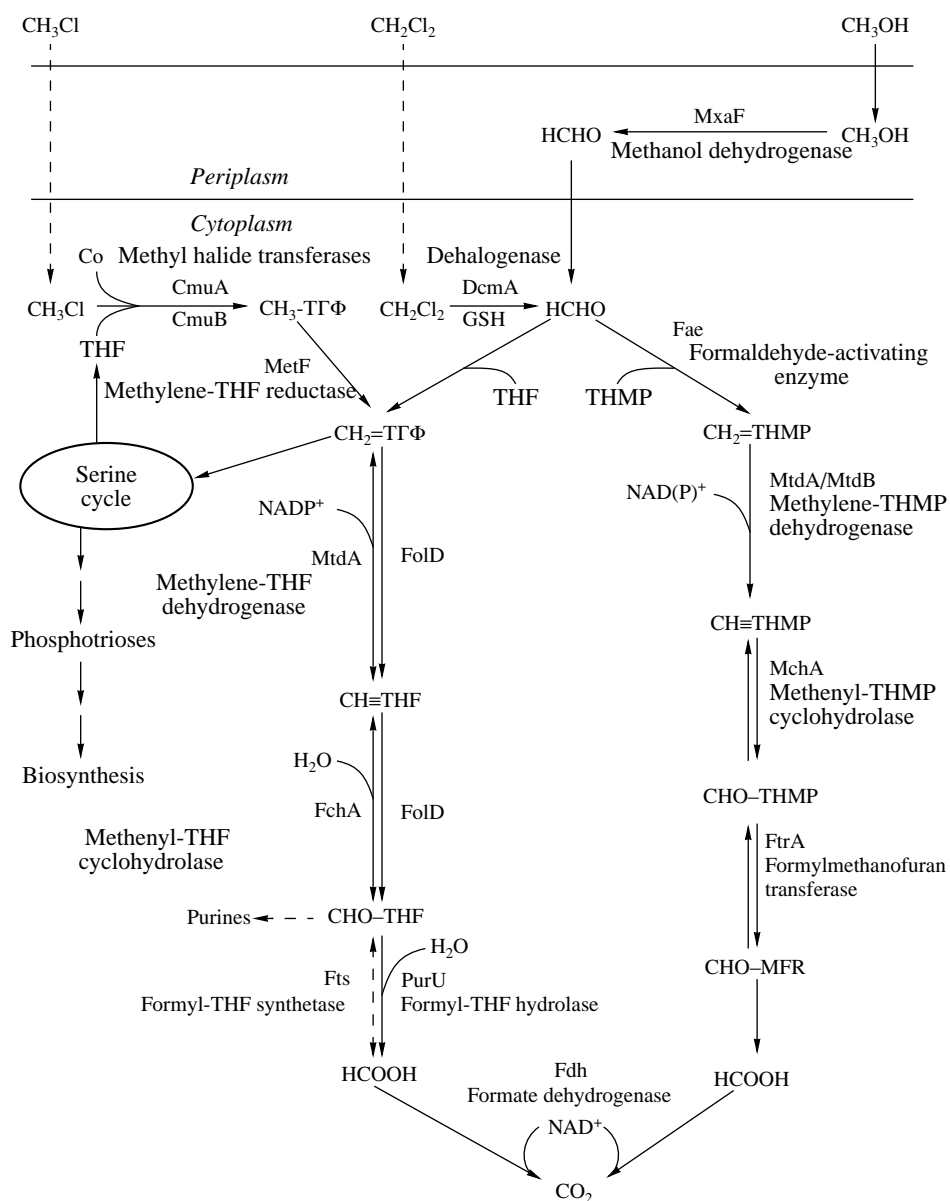 CH₃Cl
CH₂Cl₂
CH₃OH
MxaF
HCHO
CH₃OH
Methanol dehydrogenase
Periplasm
Cytoplasm
Co
Methyl halide transferases
Dehalogenase
CmuA
DcmA
CH₃Cl
CH₃-ТГФ
CH₂Cl₂
HCHO
CmuB
GSH
THF
Fae
Formaldehyde-activating
enzyme
MetF
Methylene-THF reductase
THF
THMP
CH₂=ТГФ
CH₂=THMP
Serine
cycle
NADP⁺
NAD(P)⁺
MtdA/MtdB
Methylene-THMP
dehydrogenase
MtdA
FolD
Methylene-THF
dehydrogenase
Phosphotrioses
CH≡THMP
MchA
Methenyl-THMP
cyclohydrolase
CH≡THF
H₂O
Biosynthesis
CHO–THMP
FchA
FolD
Methenyl-THF
cyclohydrolase
FtrA
Formylmethanofuran
transferase
Purines
CHO–THF
H₂O
CHO–MFR
Fts
PurU
Formyl-THF synthetase
Formyl-THF hydrolase
HCOOH
Fdh
HCOOH
Formate dehydrogenase
NAD⁺
CO₂